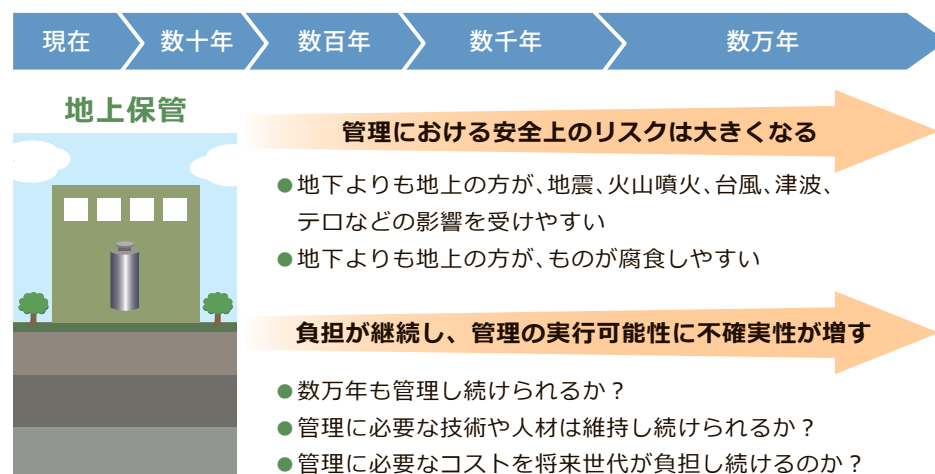 現在
数十年
数百年
数千年
数万年
地上保管
管理における安全上のリスクは大きくなる
●地下よりも地上の方が、地震、火山噴火、台風、津波、
テロなどの影響を受けやすい
●地下よりも地上の方が、ものが腐食しやすい
負担が継続し、管理の実行可能性に不確実性が増す
●数万年も管理し続けられるか？
●管理に必要な技術や人材は維持し続けられるか？
●管理に必要なコストを将来世代が負担し続けるのか？